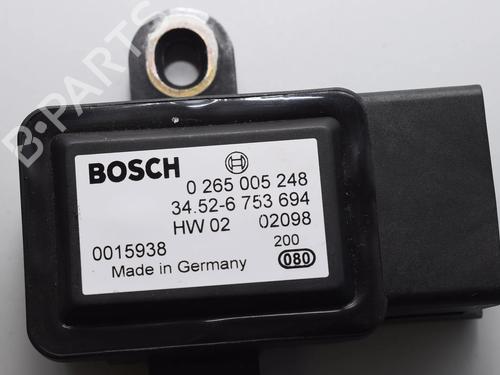 B-PARTS
BOSCH
0 265 005 248
34.52-6 753 694
HW 02 02098
0015938 200
Made in Germany 080